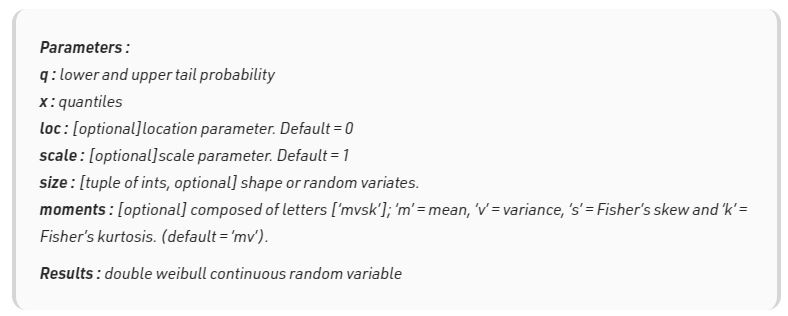 Parameters :
q : lower and upper tail probability
x : quantiles
loc : [optional]location parameter. Default = 0
scale : [optional]scale parameter. Default = 1
size : [tuple of ints, optional] shape or random variates.
moments : [optional] composed of letters [‘mvsk’]; ‘m’ = mean, ‘v’ = variance, ‘s’ = Fisher’s skew and ‘k’ =
Fisher’s kurtosis. (default = ‘mv’).
Results : double weibull continuous random variable